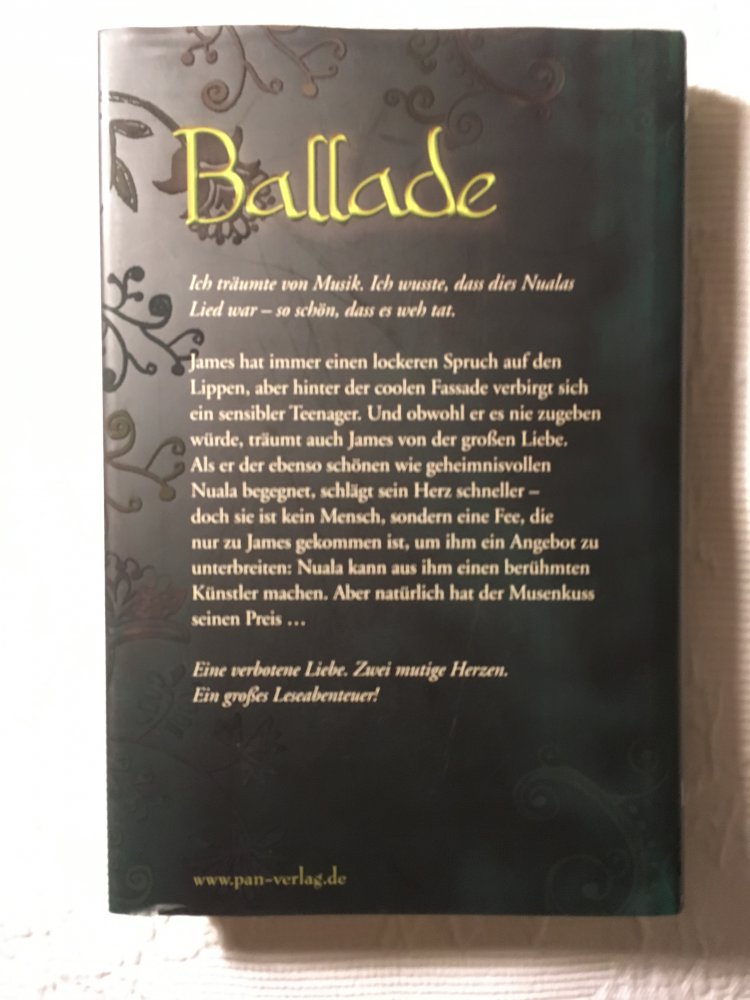 Ballade
Ich träumte von Musik. Ich wusste, dass dies Nualas
Lied war – so schön, dass es weh tat.
James hat immer einen lockeren Spruch auf den
Lippen, aber hinter der coolen Fassade verbirgt sich
ein sensibler Teenager. Und obwohl er es nie zugeben
würde, träumt auch James von der großen Liebe.
Als er der ebenso schönen wie geheimnisvollen
Nuala begegnet, schlägt sein Herz schneller –
doch sie ist kein Mensch, sondern eine Fee, die
nur zu James gekommen ist, um ihm ein Angebot zu
unterbreiten: Nuala kann aus ihm einen berühmten
Künstler machen. Aber natürlich hat der Musenkuss
seinen Preis ...
Eine verbotene Liebe. Zwei mutige Herzen.
Ein großes Leseabenteuer!
www.pan-verlag.de